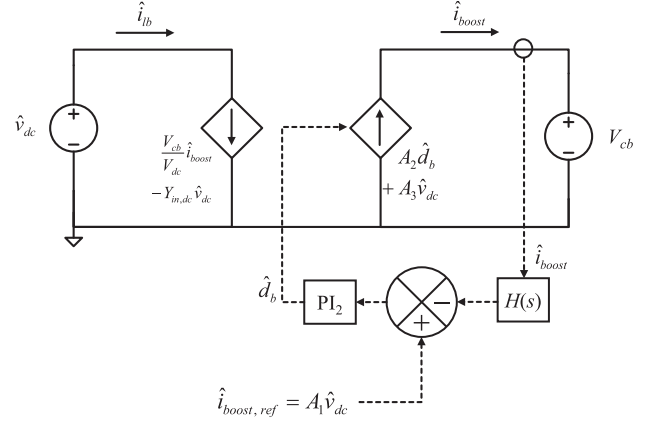 î_lb
î_boost
+
−
v̂_dc
V_cb/V_dc î_boost
−Y_in,dc v̂_dc
A_2 d̂_b
+ A_3 v̂_dc
+
−
V_cb
î_boost
d̂_b
PI_2
−
+
H(s)
î_boost, ref = A_1 v̂_dc